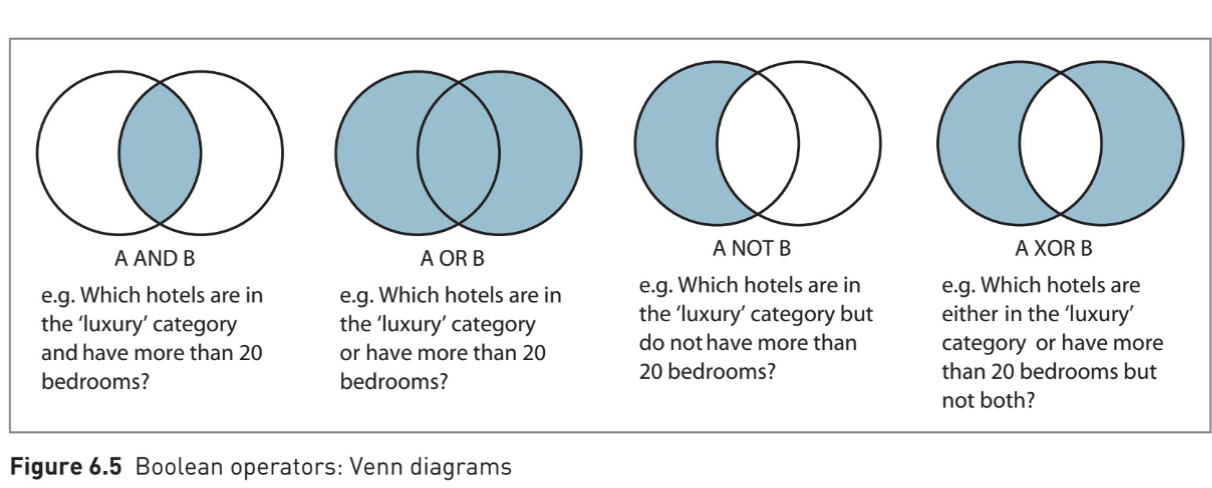 A AND B
e.g. Which hotels are in
the ‘luxury’ category
and have more than 20
bedrooms?
A OR B
e.g. Which hotels are in
the ‘luxury’ category
or have more than 20
bedrooms?
A NOT B
e.g. Which hotels are in
the ‘luxury’ category but
do not have more than
20 bedrooms?
A XOR B
e.g. Which hotels are
either in the ‘luxury’
category or have more
than 20 bedrooms but
not both?
Figure 6.5 Boolean operators: Venn diagrams